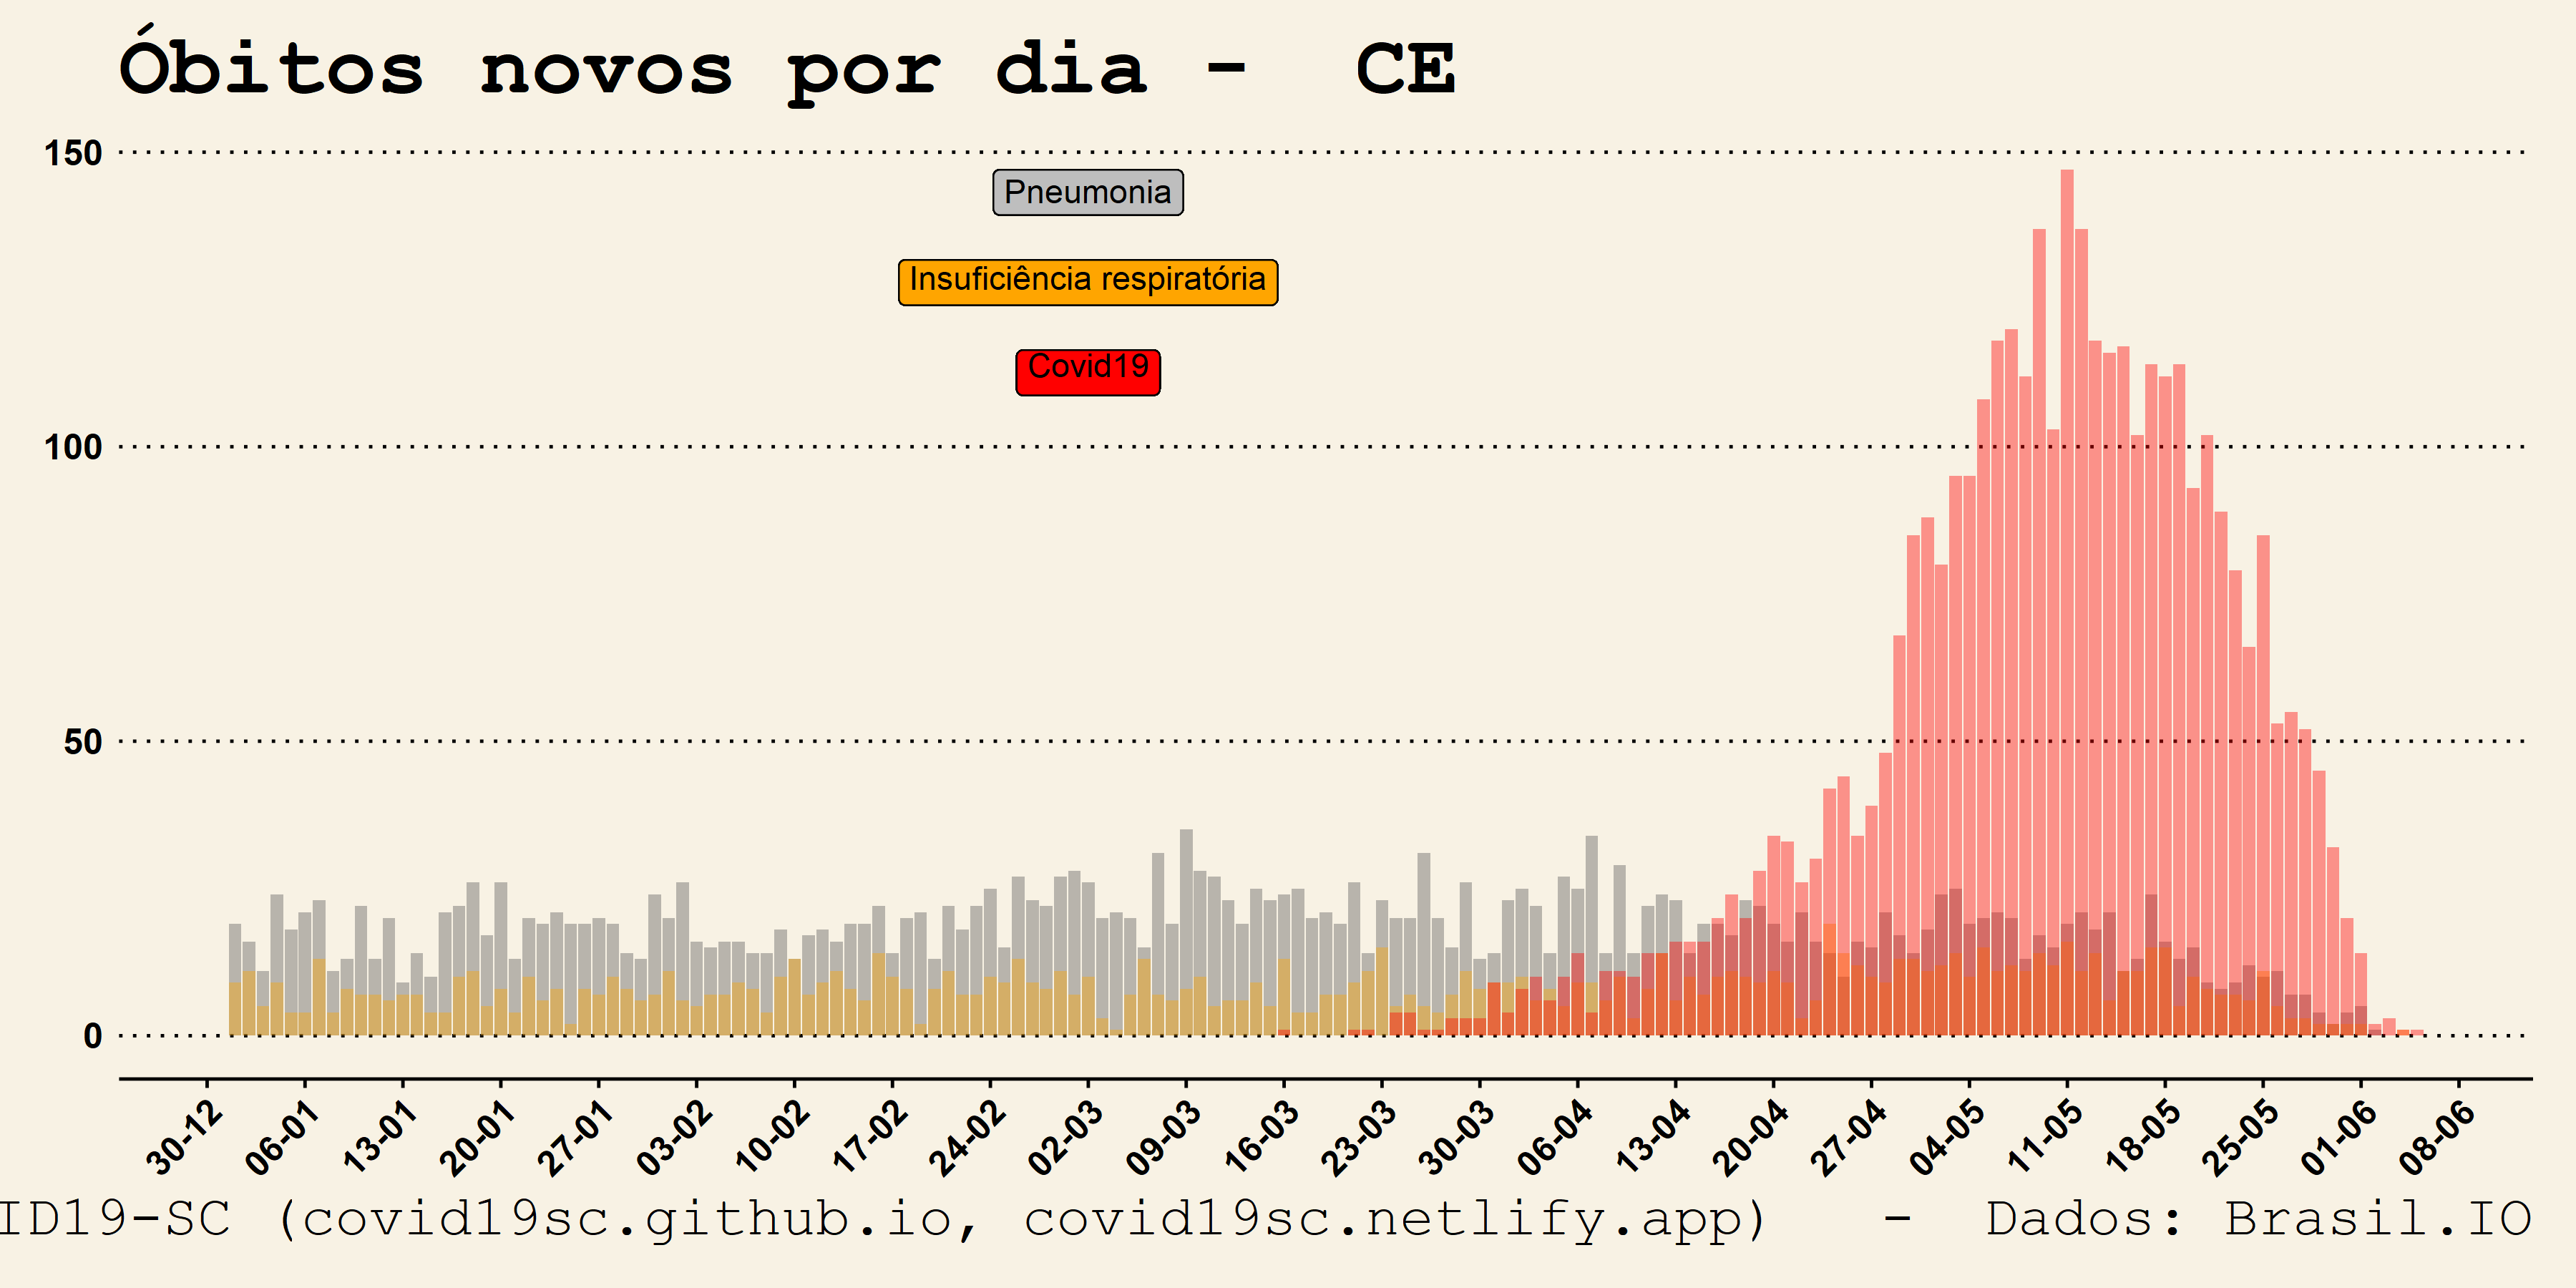 Óbitos novos por dia -  CE
150
Pneumonia
Insuficiência respiratória
Covid19
100
50
0
30-12 06-01 13-01 20-01 27-01 03-02 10-02 17-02 24-02 02-03 09-03 16-03 23-03 30-03 06-04 13-04 20-04 27-04 04-05 11-05 18-05 25-05 01-06 08-06
ID19-SC (covid19sc.github.io, covid19sc.netlify.app)  -  Dados: Brasil.IO